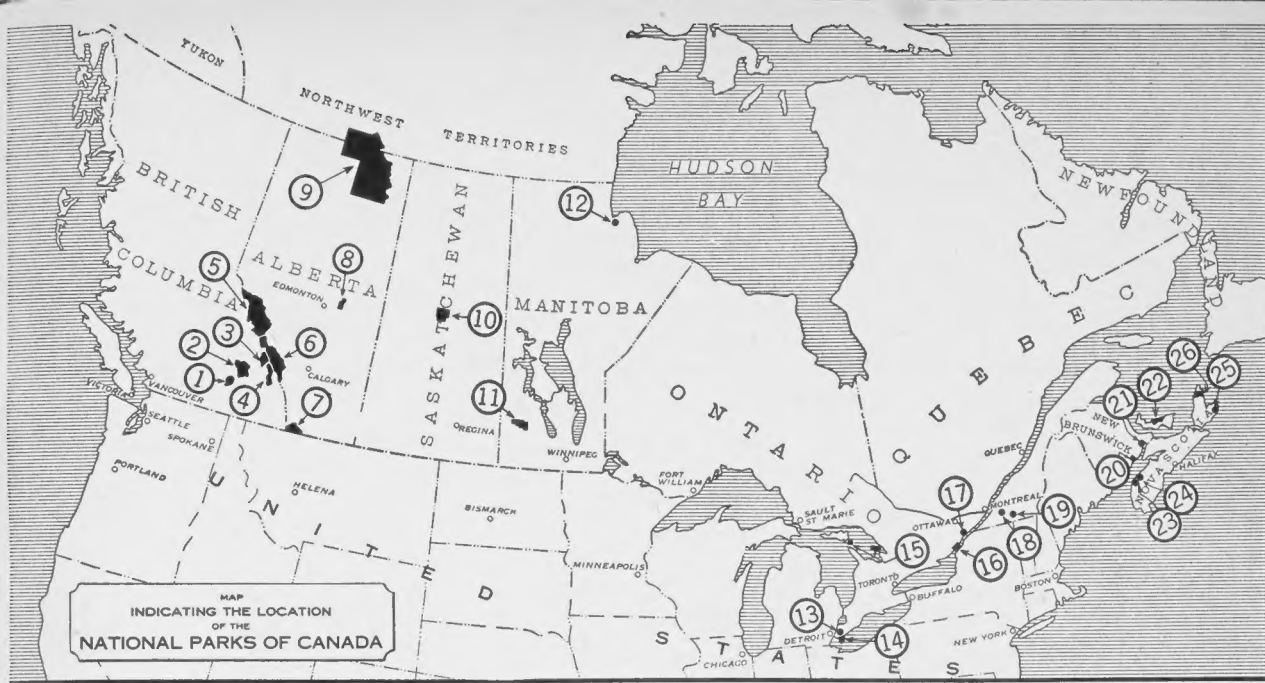 YUKON
NORTHWEST TERRITORIES
HUDSON
BAY
NEWFOUNDLAND
BRITISH
COLUMBIA
ALBERTA
EDMONTON
SASKATCHEWAN
MANITOBA
ONTARIO
QUEBEC
9
12
5
8
3
2
6
10
1
4
7
11
CALGARY
VICTORIA
VANCOUVER
SEATTLE
SPOKANE
PORTLAND
HELENA
REGINA
WINNIPEG
BISMARCK
MINNEAPOLIS
FORT
WILLIAM
SAULT
ST MARIE
OTTAWA
MONTREAL
QUEBEC
TORONTO
BUFFALO
BOSTON
NEW YORK
DETROIT
CHICAGO
UNITED
STATES
NEW
BRUNSWICK
NOVA SCO
HALIFAX
26
22
25
21
20
24
23
17
19
18
16
15
13
14
MAP
INDICATING THE LOCATION
OF THE
NATIONAL PARKS OF CANADA